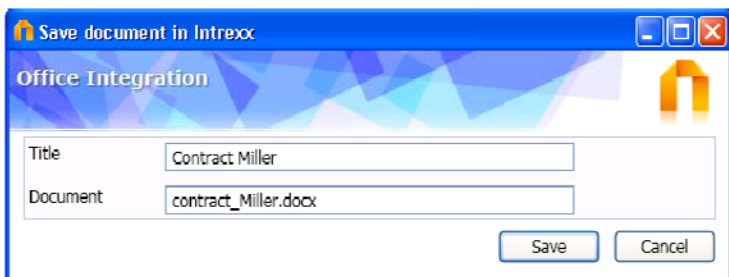 Save document in Intrexx
Office Integration
Title Contract Miller
Document contract_Miller.docx
Save Cancel